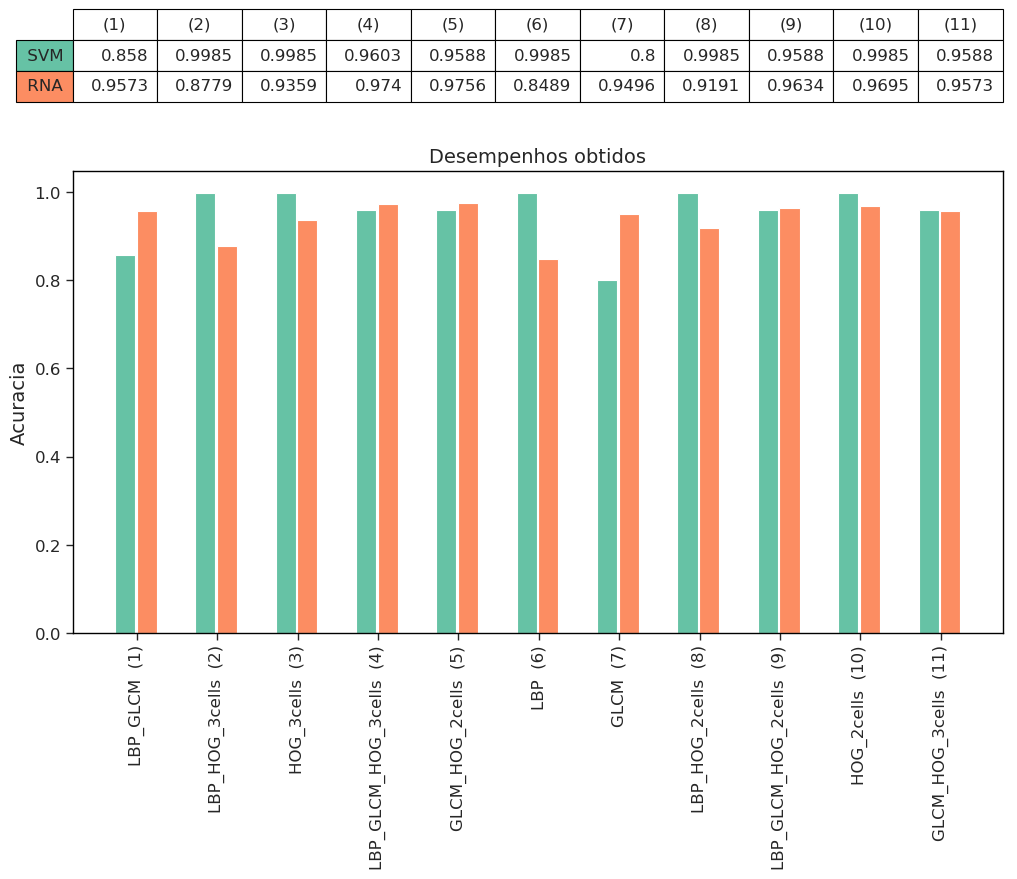 (1) (2) (3) (4) (5) (6) (7) (8) (9) (10) (11)
SVM 0.858 0.9985 0.9985 0.9603 0.9588 0.9985 0.8 0.9985 0.9588 0.9985 0.9588
RNA 0.9573 0.8779 0.9359 0.974 0.9756 0.8489 0.9496 0.9191 0.9634 0.9695 0.9573
Desempenhos obtidos
Acuracia
1.0
0.8
0.6
0.4
0.2
0.0
LBP_GLCM (1)
LBP_HOG_3cells (2)
HOG_3cells (3)
LBP_GLCM_HOG_3cells (4)
GLCM_HOG_2cells (5)
LBP (6)
GLCM (7)
LBP_HOG_2cells (8)
LBP_GLCM_HOG_2cells (9)
HOG_2cells (10)
GLCM_HOG_3cells (11)